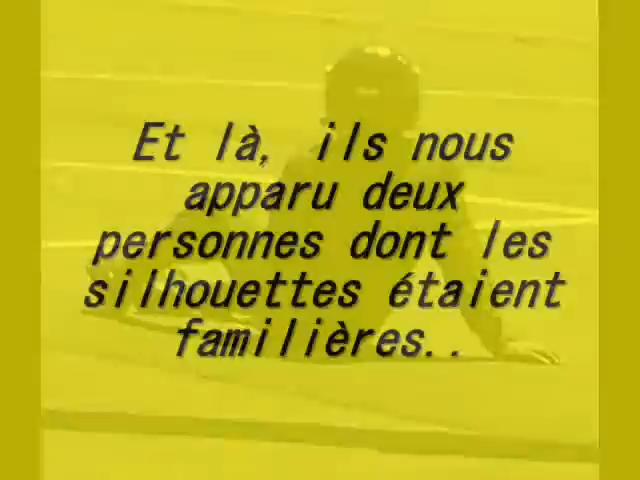 Et là, ils nous
apparu deux
personnes dont les
silhouettes étaient
familières..